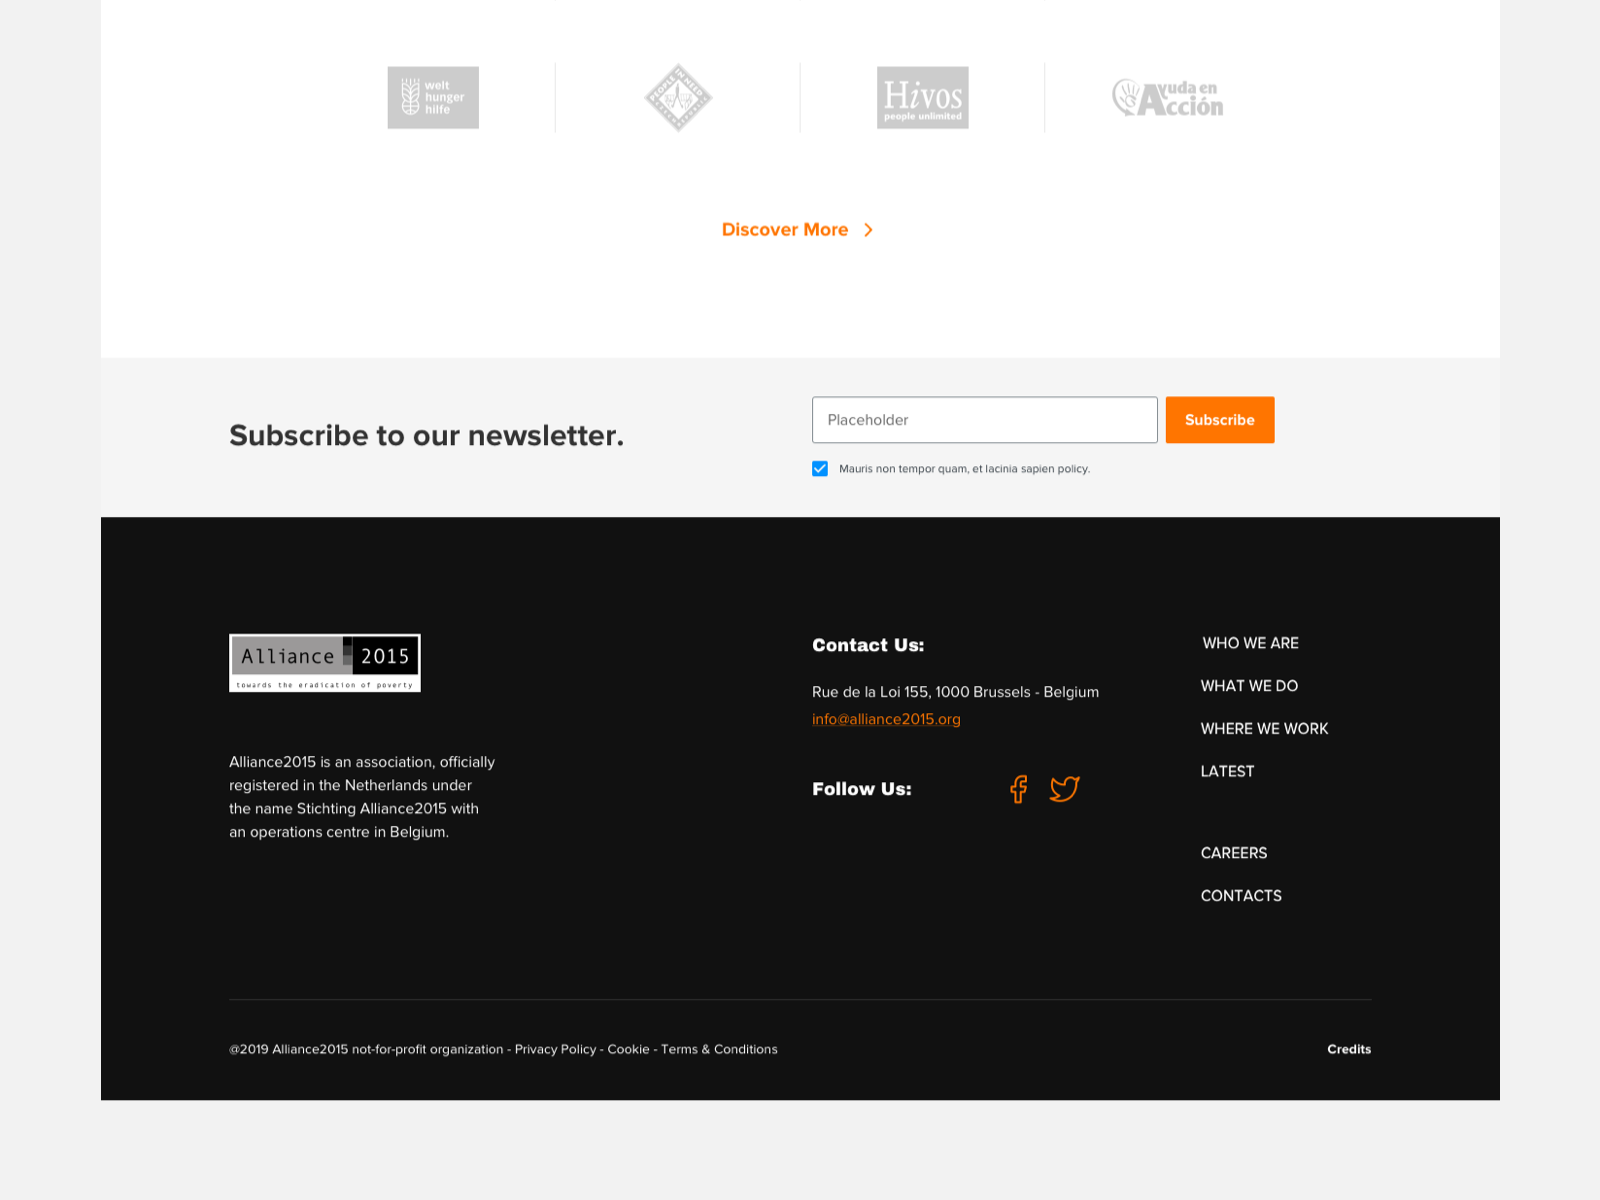 welt
hunger
hilfe
PEOPLE IN NEED
Hivos
people unlimited
Ayuda en
Acción
Discover More
Subscribe to our newsletter.
Placeholder
Subscribe
Mauris non tempor quam, et lacinia sapien policy.
Alliance 2015
towards the eradication of poverty
Alliance2015 is an association, officially
registered in the Netherlands under
the name Stichting Alliance2015 with
an operations centre in Belgium.
Contact Us:
Rue de la Loi 155, 1000 Brussels - Belgium
info@alliance2015.org
Follow Us:
WHO WE ARE
WHAT WE DO
WHERE WE WORK
LATEST
CAREERS
CONTACTS
@2019 Alliance2015 not-for-profit organization - Privacy Policy - Cookie - Terms & Conditions
Credits